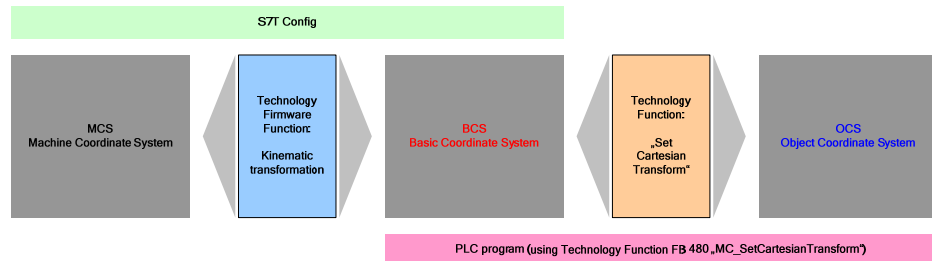 S7T Config
MCS
Machine Coordinate System
Technology
Firmware
Function:
Kinematic
transformation
BCS
Basic Coordinate System
Technology
Function:
„Set
Cartesian
Transform“
OCS
Object Coordinate System
PLC program (using Technology Function FB 480 „MC_SetCartesianTransform“)